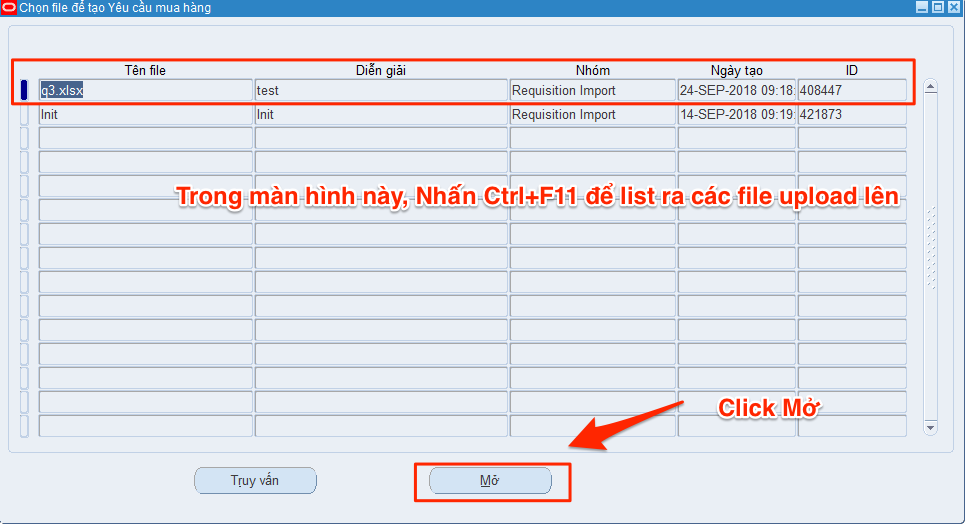 Chọn file để tạo Yêu cầu mua hàng
Tên file Diễn giải Nhóm Ngày tạo ID
q3.xlsx test Requisition Import 24-SEP-2018 09:18: 408447
Init Init Requisition Import 14-SEP-2018 09:19: 421873
Trong màn hình này, Nhấn Ctrl+F11 để list ra các file upload lên
Click Mở
Truy vấn Mở